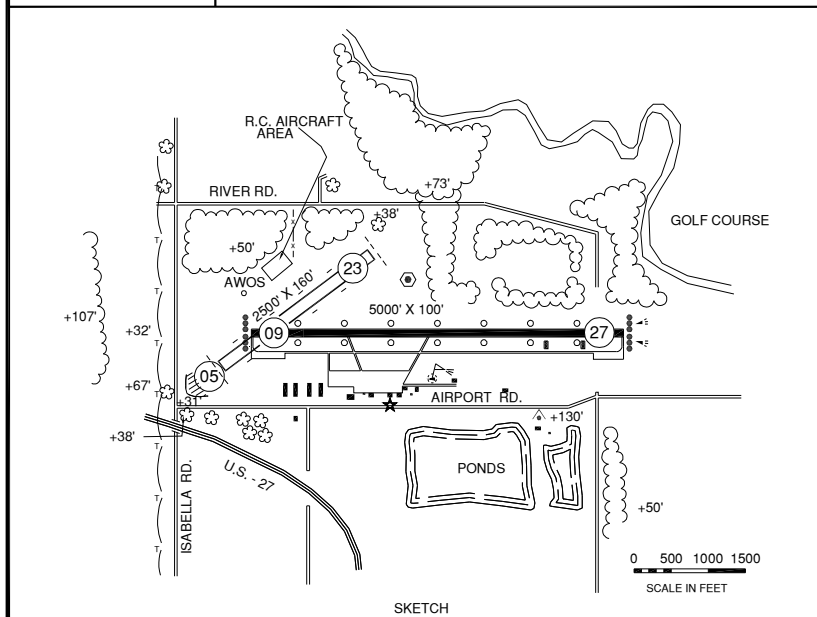 R.C. AIRCRAFT
AREA
+73'
RIVER RD.
+38'
GOLF COURSE
+50'
23
AWOS
2500' X 160'
5000' X 100'
+107'
+32'
09
27
05
+67'
+31'
AIRPORT RD.
+130'
+38'
U.S. - 27
PONDS
ISABELLA RD.
+50'
T
T
T
T
T
T
T
T
0 500 1000 1500
SCALE IN FEET
SKETCH